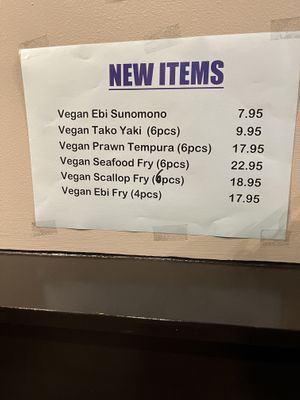 NEW ITEMS
Vegan Ebi Sunomono 7.95
Vegan Tako Yaki (6pcs) 9.95
Vegan Prawn Tempura (6pcs) 17.95
Vegan Seafood Fry (6pcs) 22.95
Vegan Scallop Fry (6pcs) 18.95
Vegan Ebi Fry (4pcs) 17.95